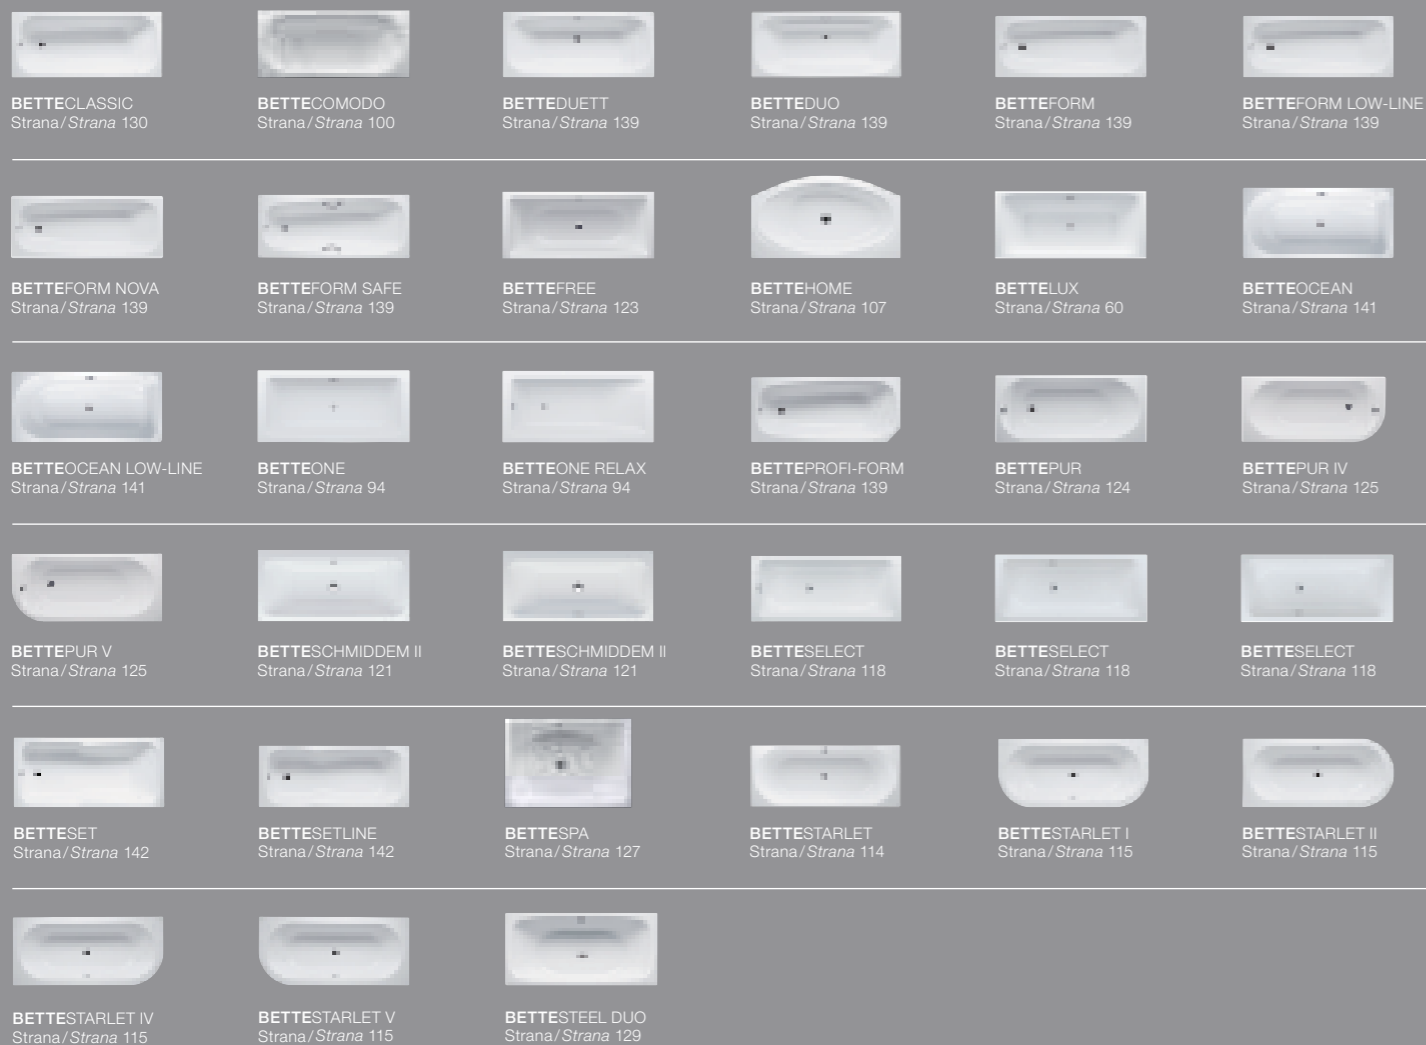 BETTECLASSIC
Strana/Strana 130
BETTECOMODO
Strana/Strana 100
BETTEDUETT
Strana/Strana 139
BETTEDUO
Strana/Strana 139
BETTEFORM
Strana/Strana 139
BETTEFORM LOW-LINE
Strana/Strana 139
BETTEFORM NOVA
Strana/Strana 139
BETTEFORM SAFE
Strana/Strana 139
BETTEFREE
Strana/Strana 123
BETTEHOME
Strana/Strana 107
BETTELUX
Strana/Strana 60
BETTEOCEAN
Strana/Strana 141
BETTEOCEAN LOW-LINE
Strana/Strana 141
BETTEONE
Strana/Strana 94
BETTEONE RELAX
Strana/Strana 94
BETTEPROFI-FORM
Strana/Strana 139
BETTEPUR
Strana/Strana 124
BETTEPUR IV
Strana/Strana 125
BETTEPUR V
Strana/Strana 125
BETTESCHMIDDEM II
Strana/Strana 121
BETTESCHMIDDEM II
Strana/Strana 121
BETTESELECT
Strana/Strana 118
BETTESELECT
Strana/Strana 118
BETTESELECT
Strana/Strana 118
BETTESET
Strana/Strana 142
BETTESETLINE
Strana/Strana 142
BETTESPA
Strana/Strana 127
BETTESTARLET
Strana/Strana 114
BETTESTARLET I
Strana/Strana 115
BETTESTARLET II
Strana/Strana 115
BETTESTARLET IV
Strana/Strana 115
BETTESTARLET V
Strana/Strana 115
BETTESTEEL DUO
Strana/Strana 129